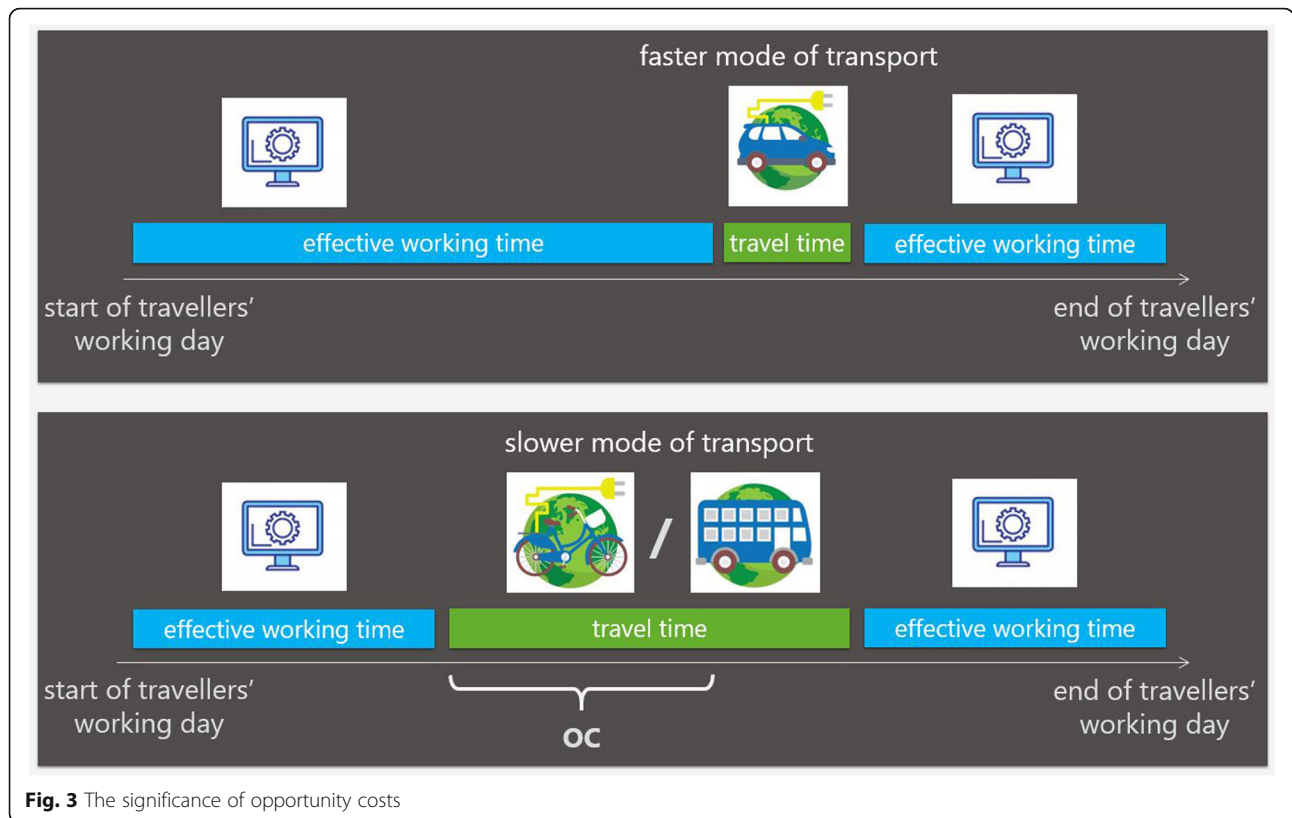 faster mode of transport
effective working time
travel time
effective working time
start of travellers'
working day
end of travellers'
working day
slower mode of transport
/
effective working time
travel time
effective working time
start of travellers'
working day
OC
end of travellers'
working day
Fig. 3 The significance of opportunity costs